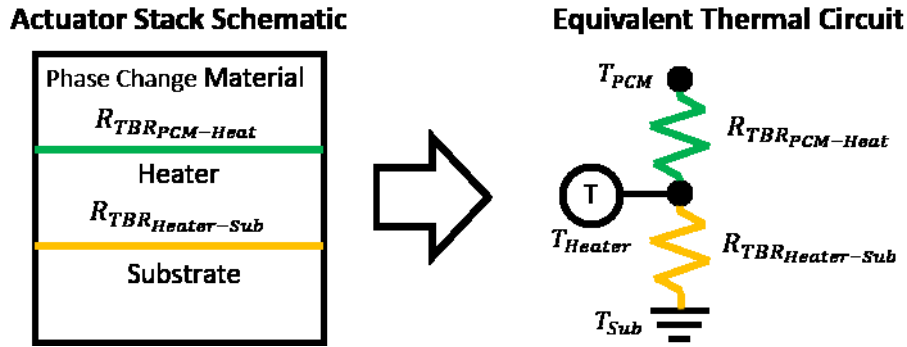 Actuator Stack Schematic
Phase Change Material
R_TBR_PCM−Heat
Heater
R_TBR_Heater−Sub
Substrate
Equivalent Thermal Circuit
T_PCM
R_TBR_PCM−Heat
T
T_Heater
R_TBR_Heater−Sub
T_Sub